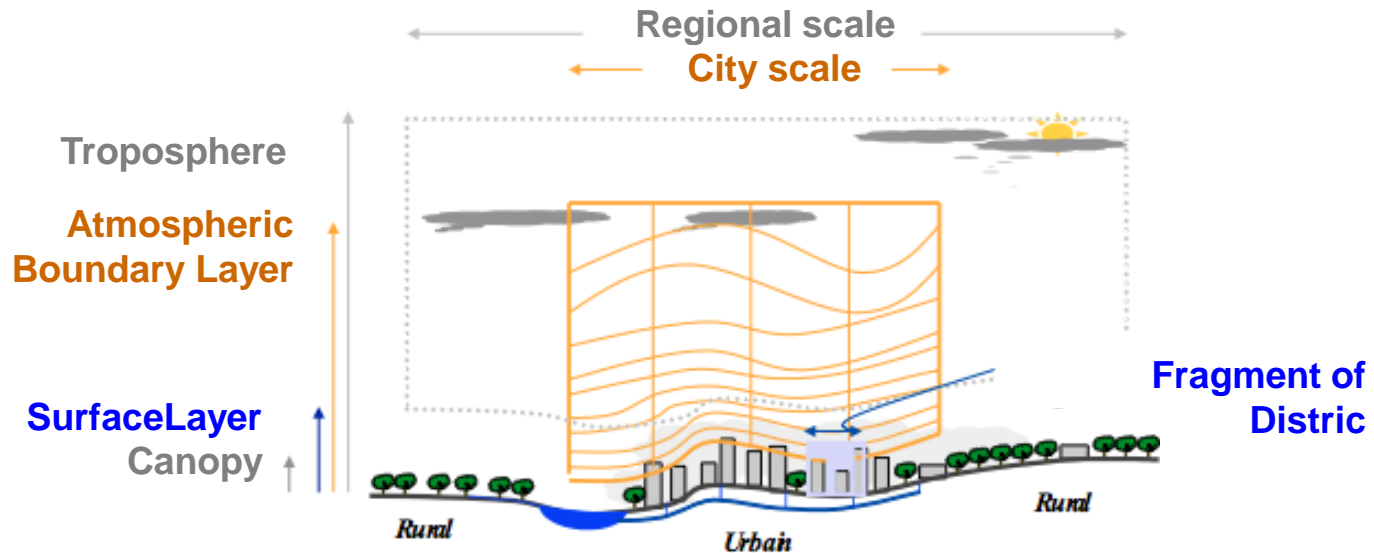 Regional scale
City scale
Troposphere
Atmospheric
Boundary Layer
Fragment of
Distric
SurfaceLayer
Canopy
Rural
Urbain
Rural